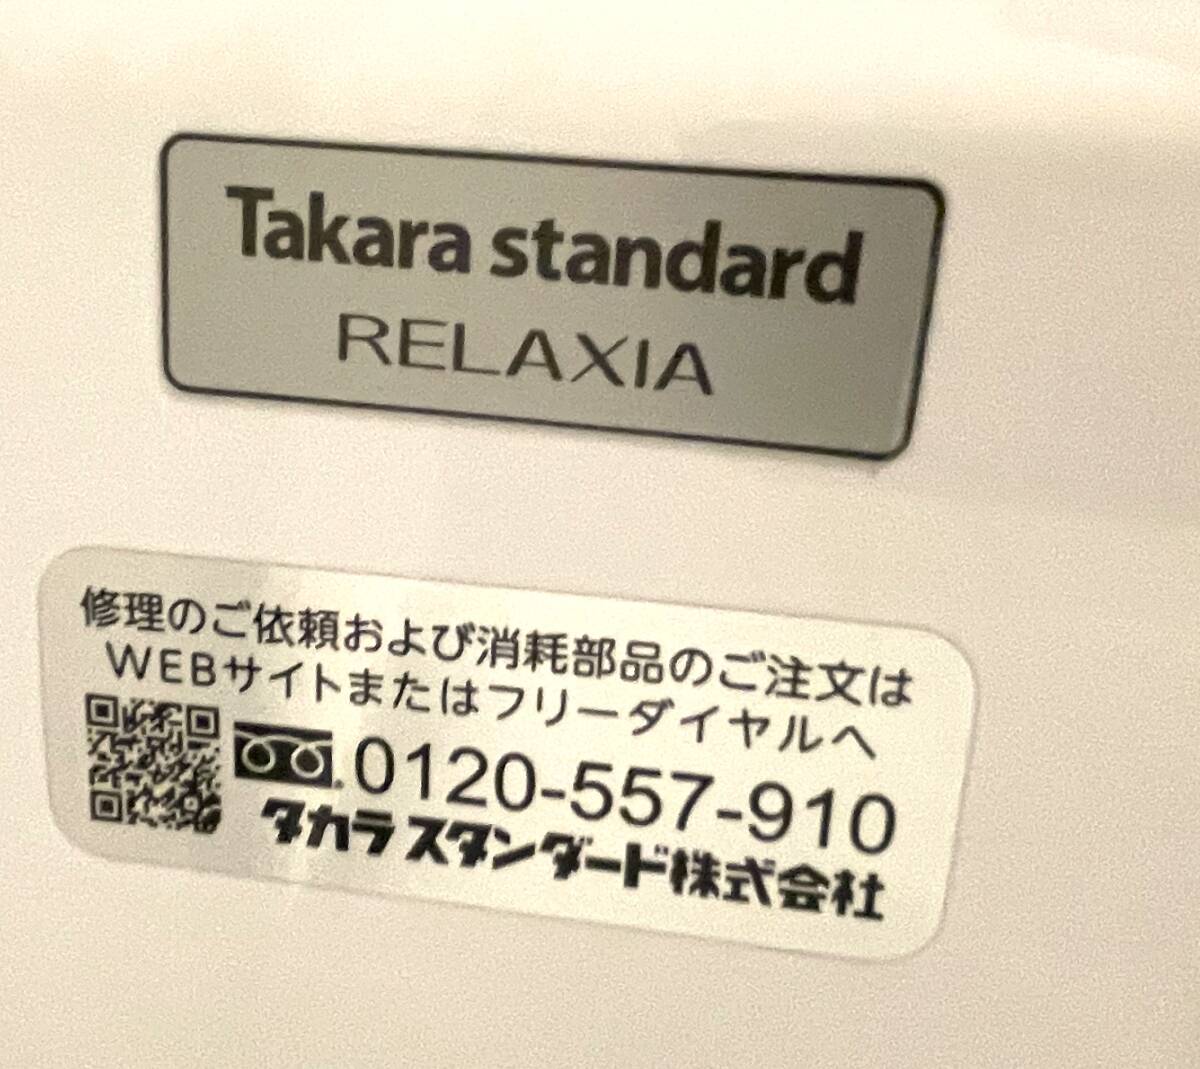 Takara standard
RELAXIA
修理のご依頼および消耗部品のご注文は
WEBサイトまたはフリーダイヤルへ
0120-557-910
タカラスタンダード株式会社